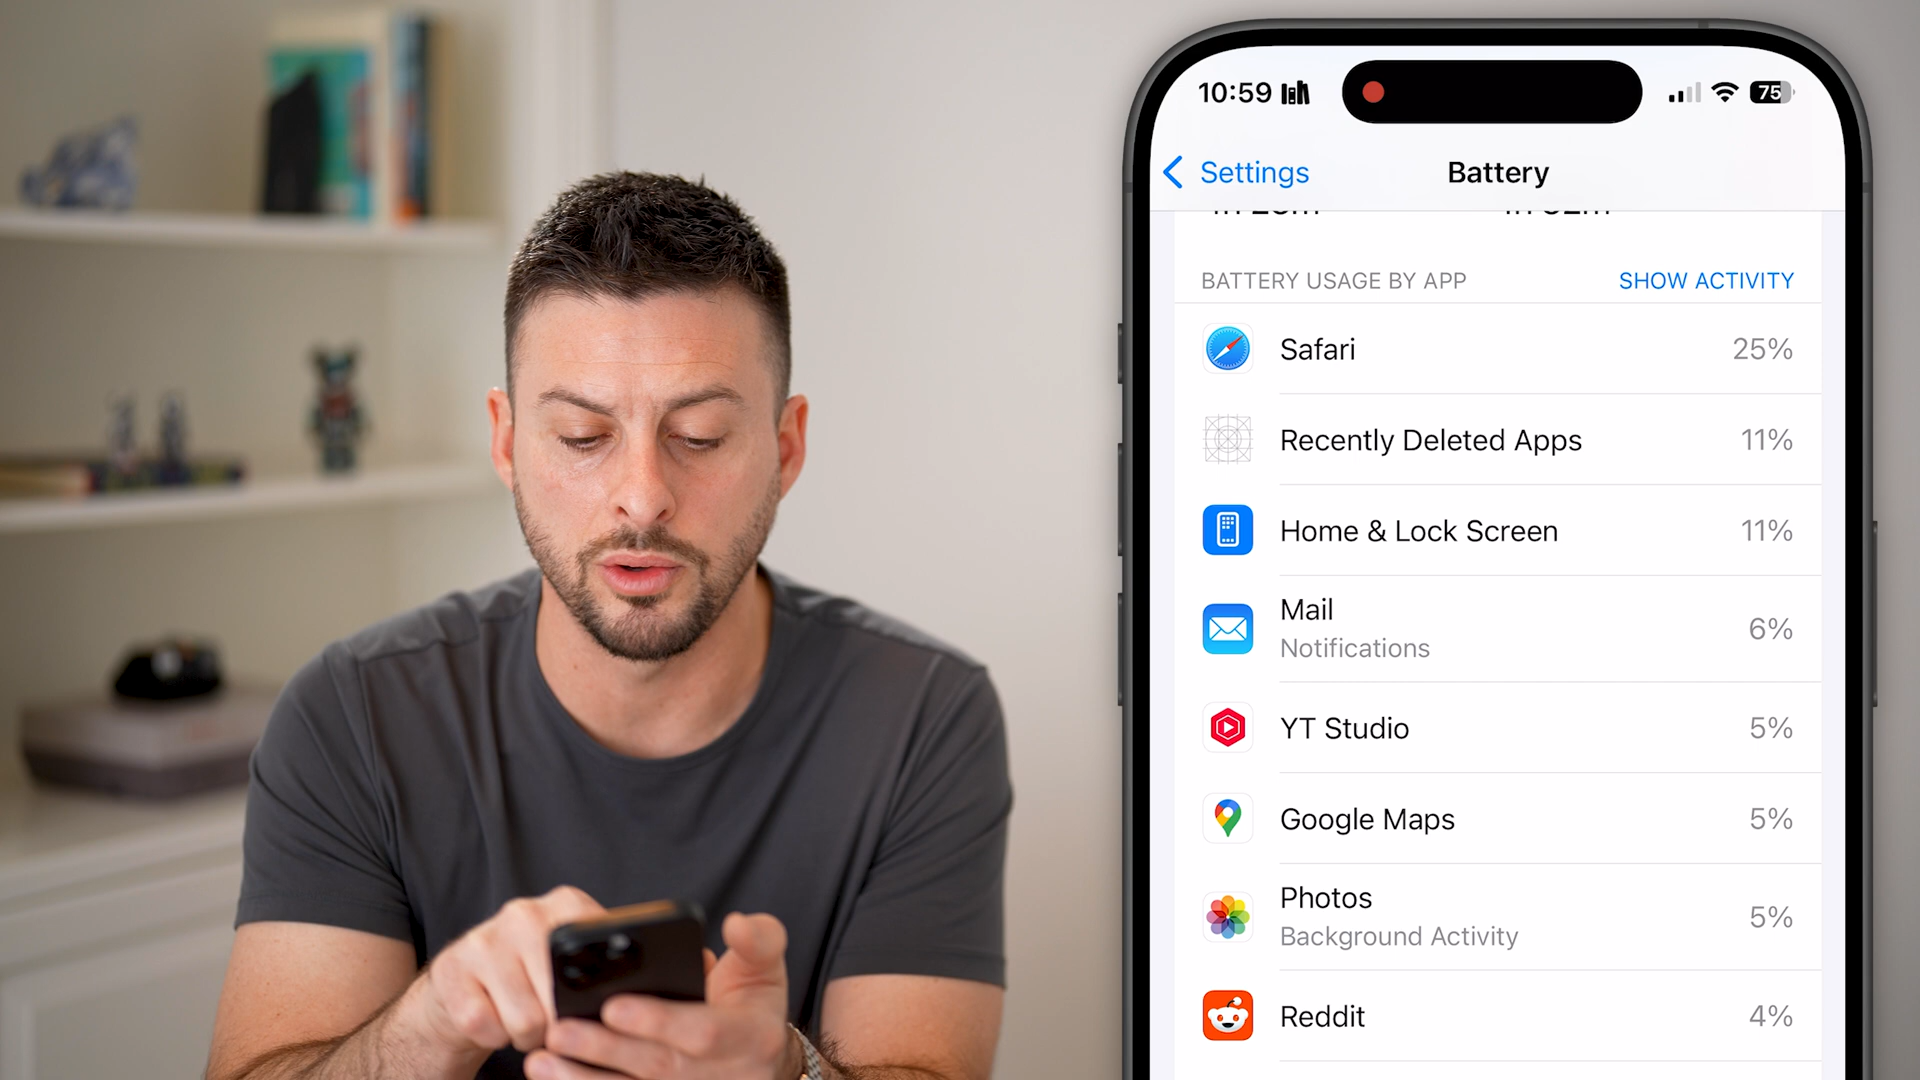 10:59
75
Settings
Battery
BATTERY USAGE BY APP
SHOW ACTIVITY
Safari
25%
Recently Deleted Apps
11%
Home & Lock Screen
11%
Mail
6%
Notifications
YT Studio
5%
Google Maps
5%
Photos
5%
Background Activity
Reddit
4%